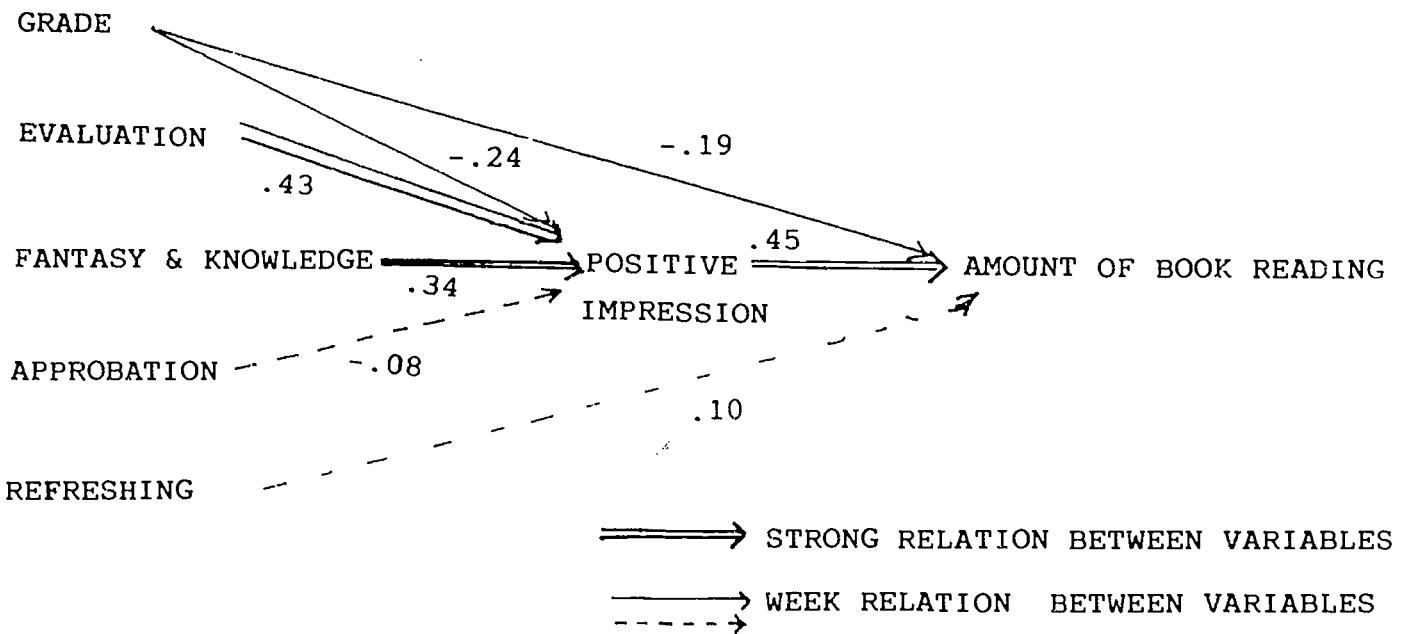 GRADE
EVALUATION
-.24
-.19
.43
FANTASY & KNOWLEDGE
.34
POSITIVE
IMPRESSION
.45
AMOUNT OF BOOK READING
APPROBATION
-.08
.10
REFRESHING
STRONG RELATION BETWEEN VARIABLES
WEEK RELATION BETWEEN VARIABLES